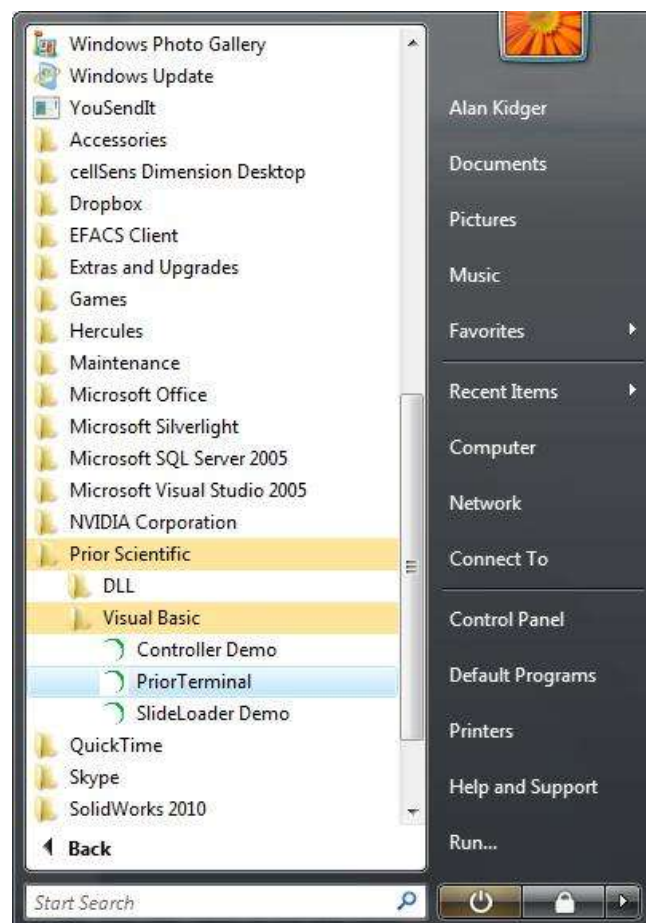 Windows Photo Gallery
Windows Update
YouSendIt
Accessories
cellSens Dimension Desktop
Dropbox
EFACS Client
Extras and Upgrades
Games
Hercules
Maintenance
Microsoft Office
Microsoft Silverlight
Microsoft SQL Server 2005
Microsoft Visual Studio 2005
NVIDIA Corporation
Prior Scientific
DLL
Visual Basic
Controller Demo
PriorTerminal
SlideLoader Demo
QuickTime
Skype
SolidWorks 2010
Back
Start Search
Alan Kidger
Documents
Pictures
Music
Favorites
Recent Items
Computer
Network
Connect To
Control Panel
Default Programs
Printers
Help and Support
Run...